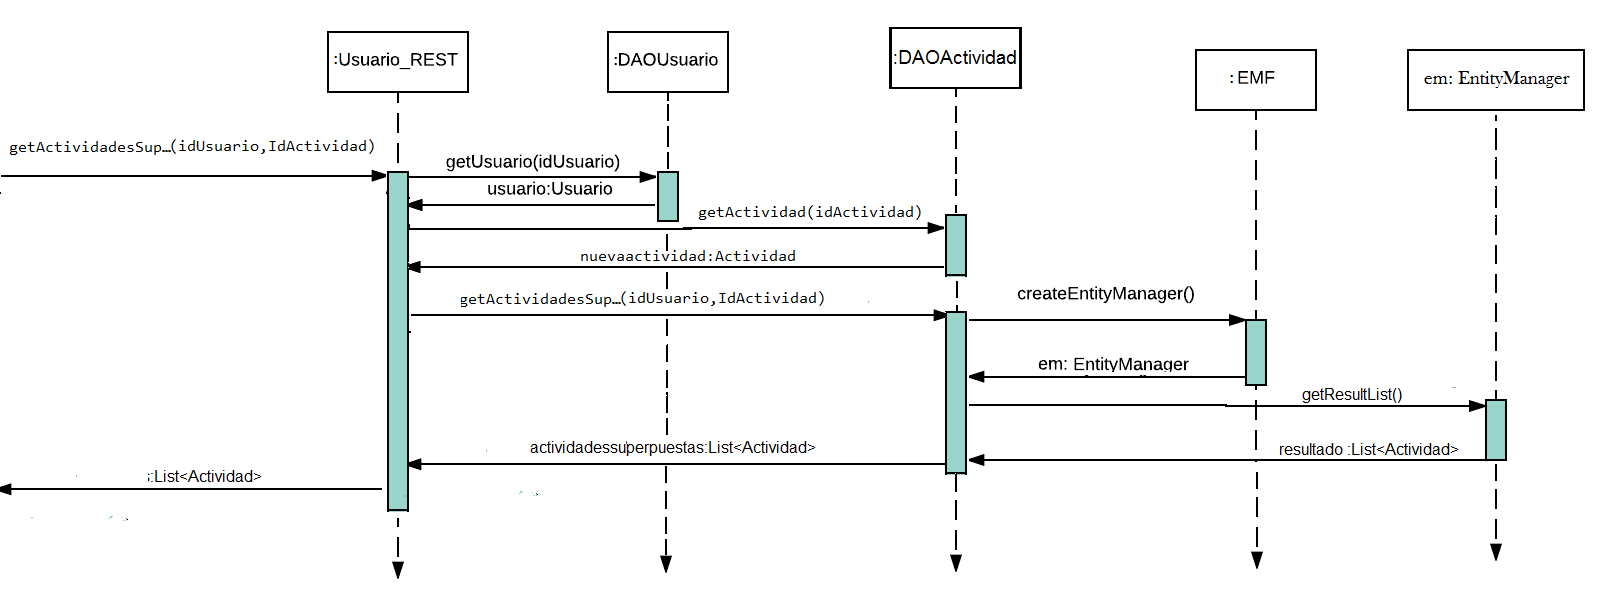 :Usuario_REST
:DAOUsuario
:DAOActividad
:EMF
em: EntityManager
getActividadesSup…(idUsuario,IdActividad)
getUsuario(idUsuario)
usuario:Usuario
getActividad(idActividad)
nuevaactividad:Actividad
getActividadesSup…(idUsuario,IdActividad)
createEntityManager()
em: EntityManager
getResultList()
actividadessuperpuestas:List<Actividad>
resultado :List<Actividad>
:List<Actividad>